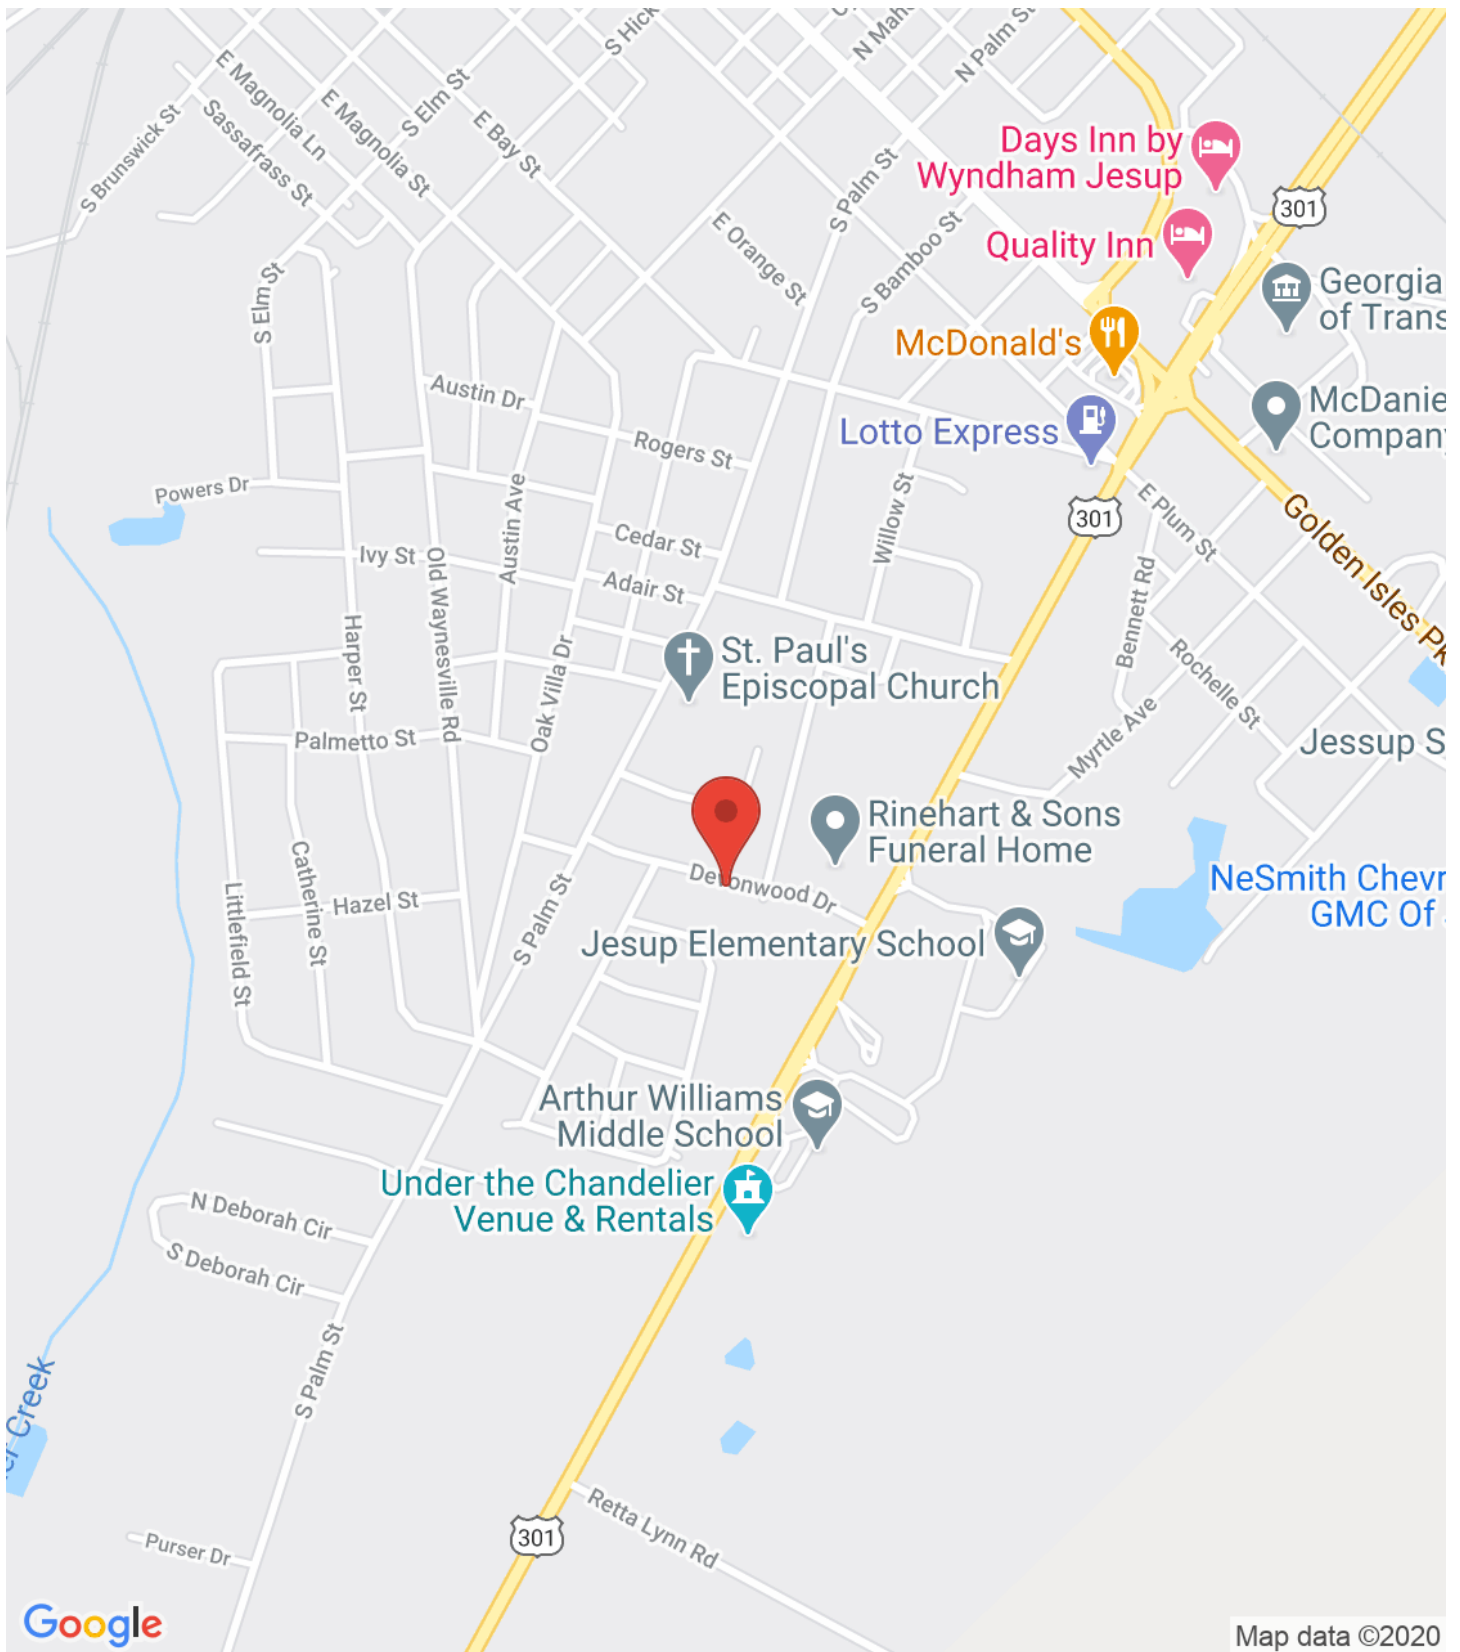 S Hick
N Mah
N Palm St
E Magnolia Ln
E Magnolia St
S Elm St
E Bay St
Sassafrass St
S Brunswick St
Days Inn by
Wyndham Jesup
301
Quality Inn
S Palm St
E Orange St
S Bamboo St
Georgia
of Trans
S Elm St
McDonald's
Austin Dr
McDanie
Company
Lotto Express
Rogers St
Powers Dr
Willow St
301
E Plum St
Golden Isles Pk
Austin Ave
Cedar St
Ivy St
Old Waynesville Rd
Adair St
Bennett Rd
Harper St
St. Paul's
Episcopal Church
Oak Villa Dr
Rochelle St
Palmetto St
Myrtle Ave
Jessup S
Rinehart & Sons
Funeral Home
Devonwood Dr
NeSmith Chevr
GMC Of
Catherine St
Hazel St
Littlefield St
S Palm St
Jesup Elementary School
Arthur Williams
Middle School
Under the Chandelier
Venue & Rentals
N Deborah Cir
S Deborah Cir
S Palm St
er Creek
Retta Lynn Rd
301
Purser Dr
Google
Map data ©2020